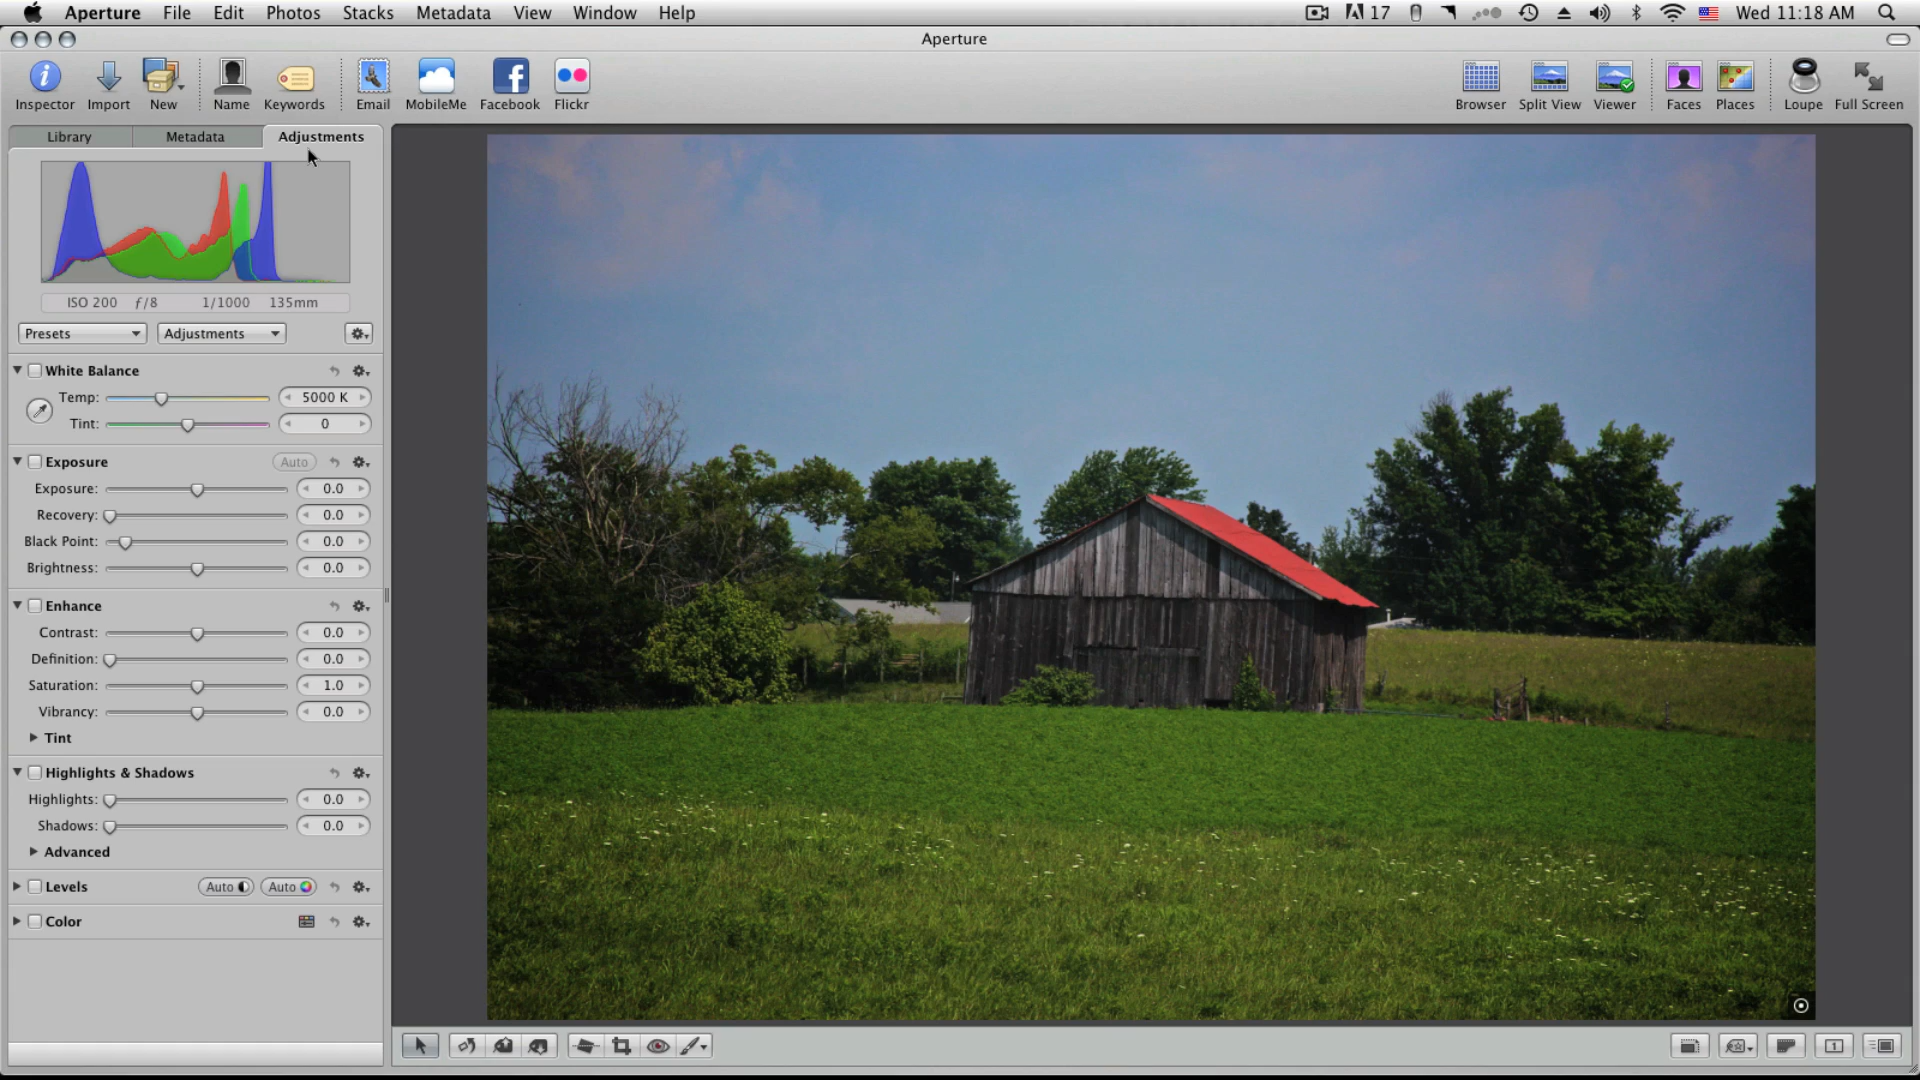 Aperture File Edit Photos Stacks Metadata View Window Help 17 Wed 11:18 AM
Aperture
Inspector Import New Name Keywords Email MobileMe Facebook Flickr Browser Split View Viewer Faces Places Loupe Full Screen
Library Metadata Adjustments
ISO 200 ƒ/8 1/1000 135mm
Presets Adjustments
White Balance
Temp: 5000 K
Tint: 0
Exposure Auto
Exposure: 0.0
Recovery: 0.0
Black Point: 0.0
Brightness: 0.0
Enhance
Contrast: 0.0
Definition: 0.0
Saturation: 1.0
Vibrancy: 0.0
Tint
Highlights & Shadows
Highlights: 0.0
Shadows: 0.0
Advanced
Levels Auto Auto
Color
1